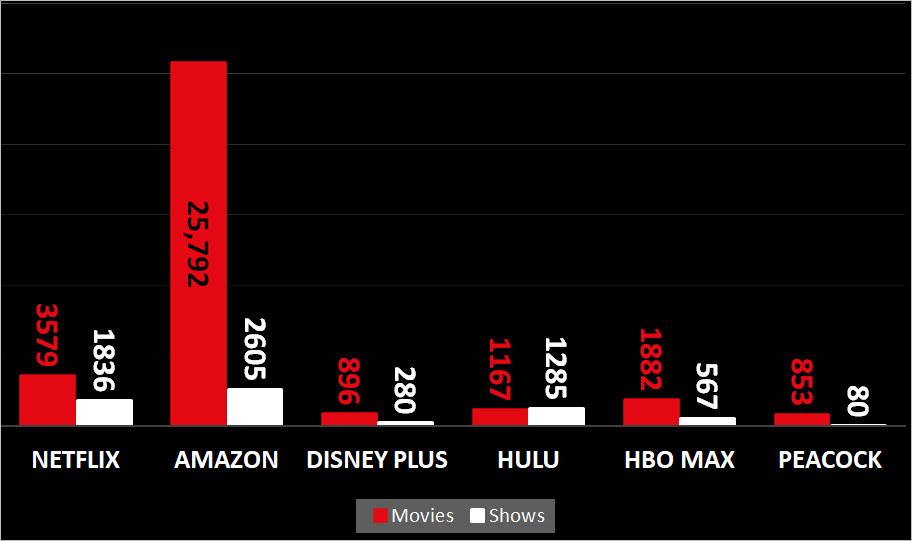 3579
1836
25,792
2605
896
280
1167
1285
1882
567
853
80
NETFLIX
AMAZON
DISNEY PLUS
HULU
HBO MAX
PEACOCK
Movies
Shows